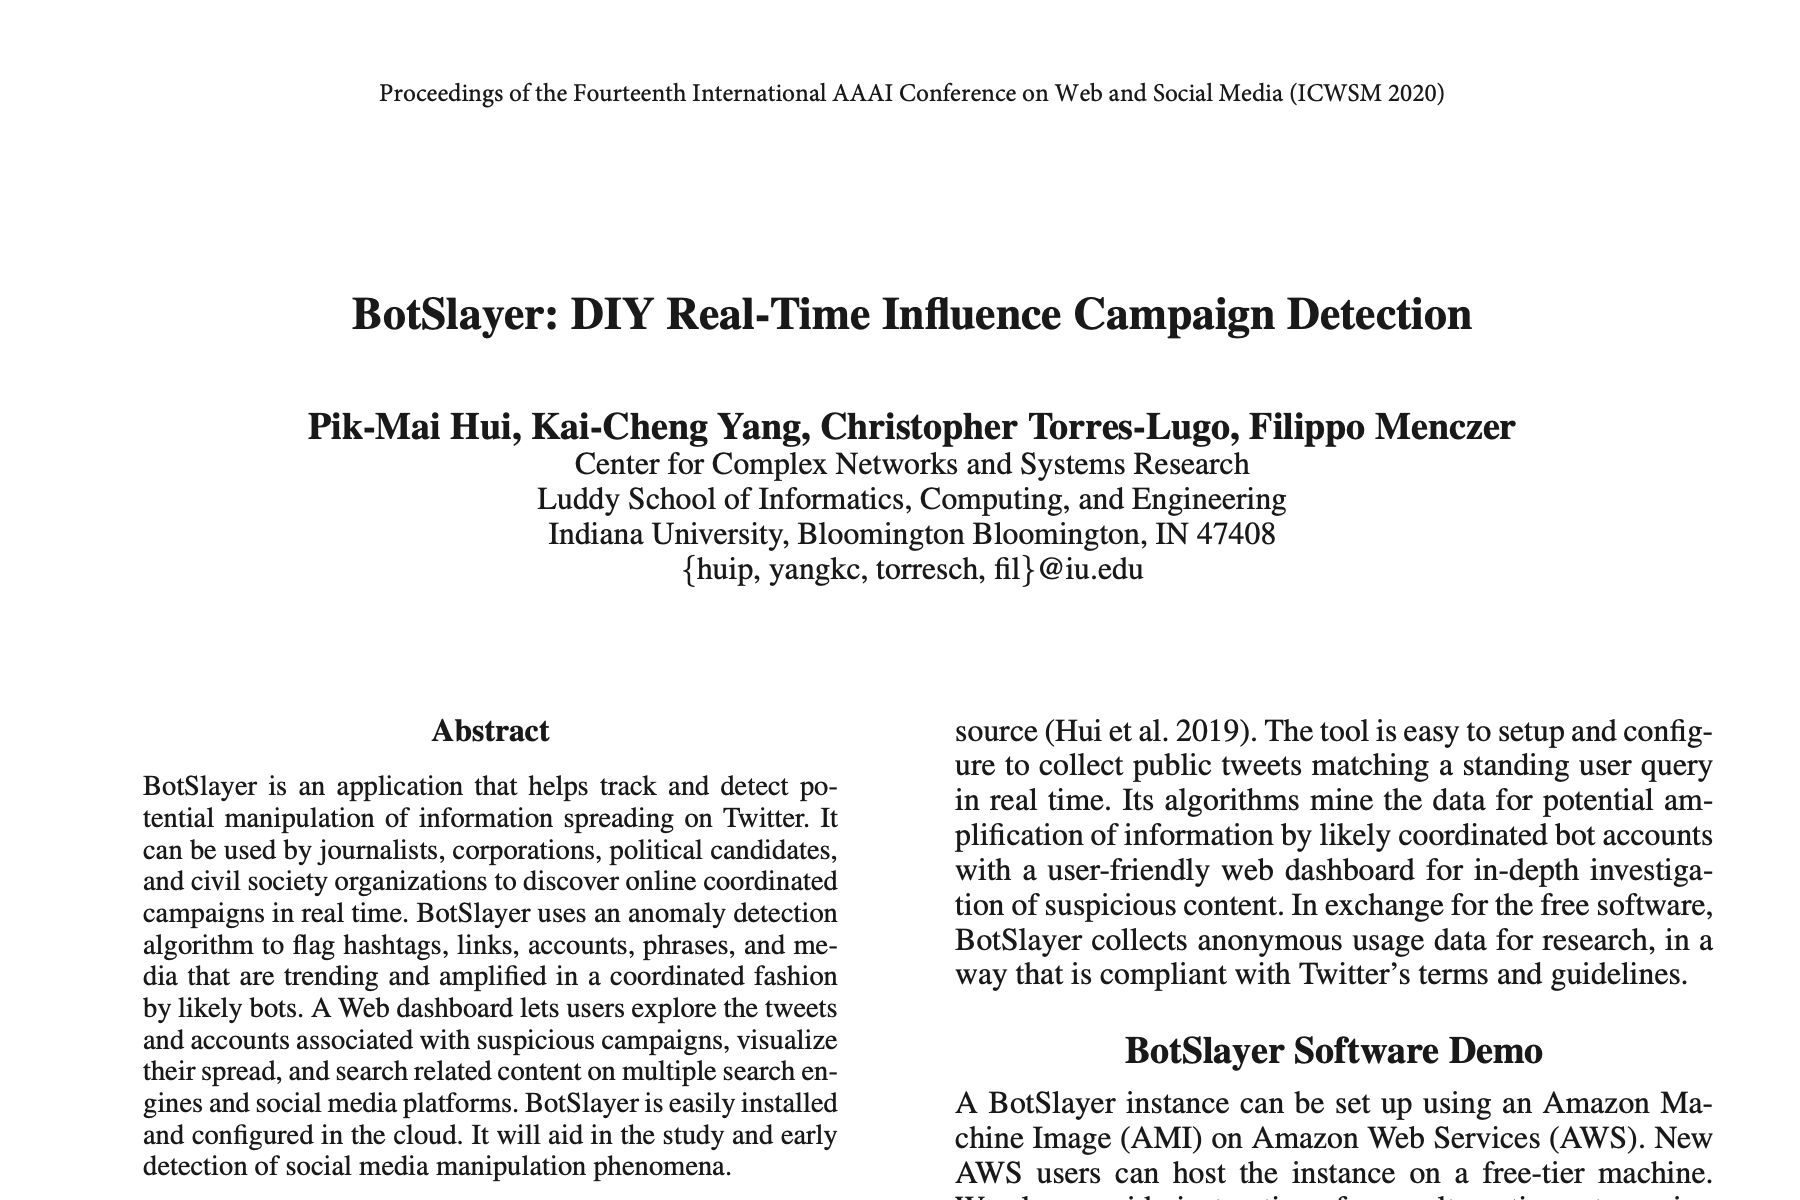 Proceedings of the Fourteenth International AAAI Conference on Web and Social Media (ICWSM 2020)
BotSlayer: DIY Real-Time Influence Campaign Detection
Pik-Mai Hui, Kai-Cheng Yang, Christopher Torres-Lugo, Filippo Menczer
Center for Complex Networks and Systems Research
Luddy School of Informatics, Computing, and Engineering
Indiana University, Bloomington Bloomington, IN 47408
{huip, yangkc, torresch, fil}@iu.edu
Abstract
BotSlayer is an application that helps track and detect po-
tential manipulation of information spreading on Twitter. It
can be used by journalists, corporations, political candidates,
and civil society organizations to discover online coordinated
campaigns in real time. BotSlayer uses an anomaly detection
algorithm to flag hashtags, links, accounts, phrases, and me-
dia that are trending and amplified in a coordinated fashion
by likely bots. A Web dashboard lets users explore the tweets
and accounts associated with suspicious campaigns, visualize
their spread, and search related content on multiple search en-
gines and social media platforms. BotSlayer is easily installed
and configured in the cloud. It will aid in the study and early
detection of social media manipulation phenomena.
source (Hui et al. 2019). The tool is easy to setup and config-
ure to collect public tweets matching a standing user query
in real time. Its algorithms mine the data for potential am-
plification of information by likely coordinated bot accounts
with a user-friendly web dashboard for in-depth investiga-
tion of suspicious content. In exchange for the free software,
BotSlayer collects anonymous usage data for research, in a
way that is compliant with Twitter's terms and guidelines.
BotSlayer Software Demo
A BotSlayer instance can be set up using an Amazon Ma-
chine Image (AMI) on Amazon Web Services (AWS). New
AWS users can host the instance on a free-tier machine.